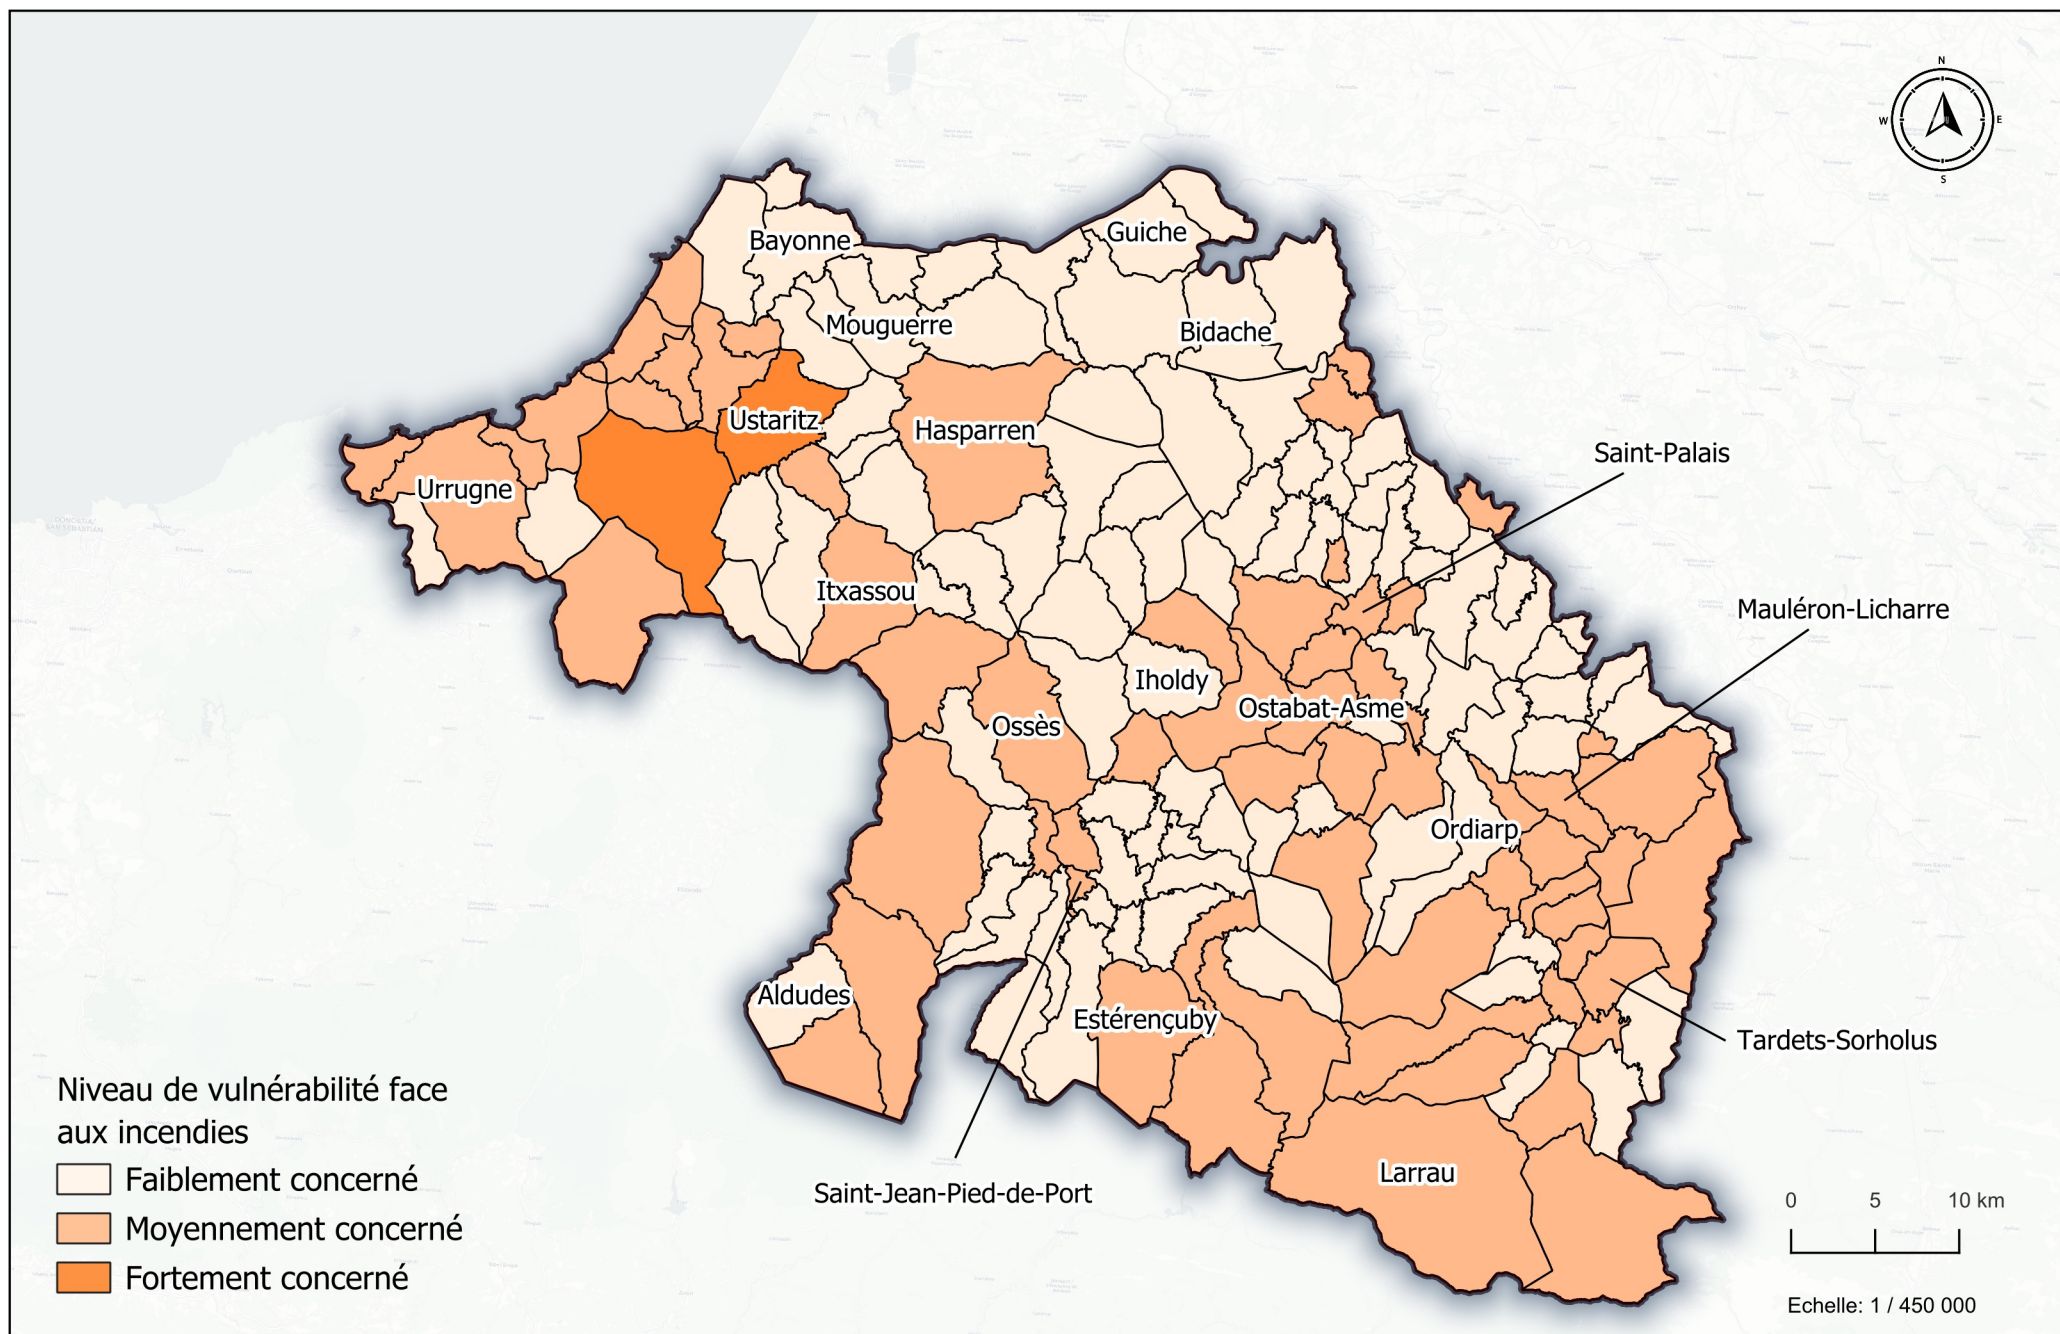 N
W
E
S
Bayonne
Guiche
Mouguerre
Bidache
Ustaritz
Hasparren
Saint-Palais
Urrugne
Itxassou
Mauléron-Licharre
Iholdy
Ostabat-Asme
Ossès
Ordiarp
Aldudes
Estérençuby
Tardets-Sorholus
Saint-Jean-Pied-de-Port
Larrau
Niveau de vulnérabilité face
aux incendies
Faiblement concerné
Moyennement concerné
Fortement concerné
0 5 10 km
Echelle: 1 / 450 000